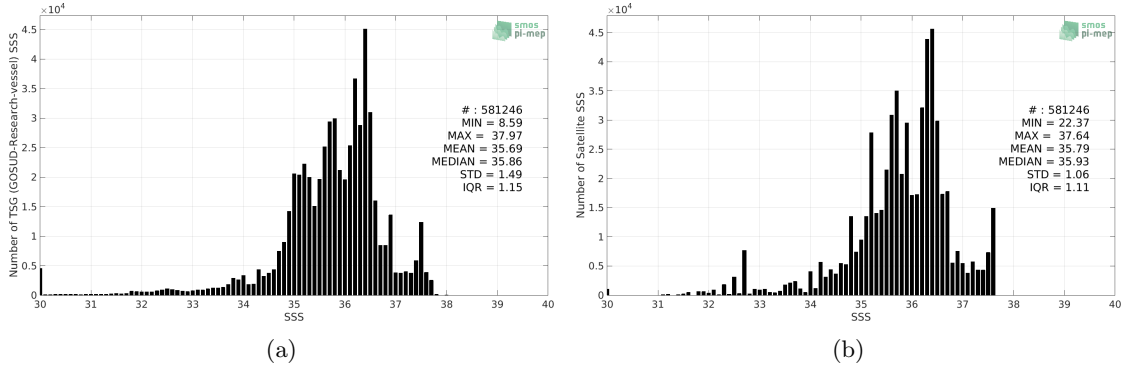 ×10⁴
4.5
4
3.5
3
2.5
2
1.5
1
0.5
0
Number of TSG (GOSUD-Research-vessel) SSS
30 31 32 33 34 35 36 37 38 39 40
SSS
smos
pi-mep
# : 581246
MIN = 8.59
MAX = 37.97
MEAN = 35.69
MEDIAN = 35.86
STD = 1.49
IQR = 1.15
(a)
×10⁴
4.5
4
3.5
3
2.5
2
1.5
1
0.5
0
Number of Satellite SSS
30 31 32 33 34 35 36 37 38 39 40
SSS
smos
pi-mep
# : 581246
MIN = 22.37
MAX = 37.64
MEAN = 35.79
MEDIAN = 35.93
STD = 1.06
IQR = 1.11
(b)